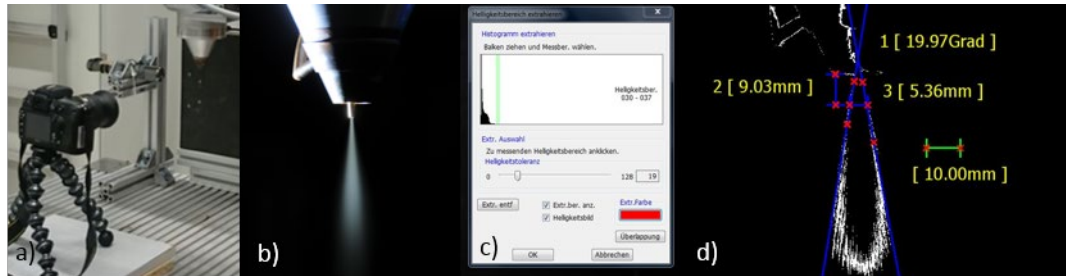 a)
b)
Helligkeitsbereich extrahieren
Histogramm extrahieren
Balken ziehen und Messber. wählen.
Helligkeitsber.
030 - 037
Extr. Auswahl
Zu messenden Helligkeitsbereich anklicken.
Helligkeitstoleranz
0
128
19
Extr. entf.
Extr.ber. anz.
Helligkeitsbild
Extr.Farbe
Überlappung
OK
Abbrechen
c)
1 [ 19.97Grad ]
2 [ 9.03mm ]
3 [ 5.36mm ]
[ 10.00mm ]
d)